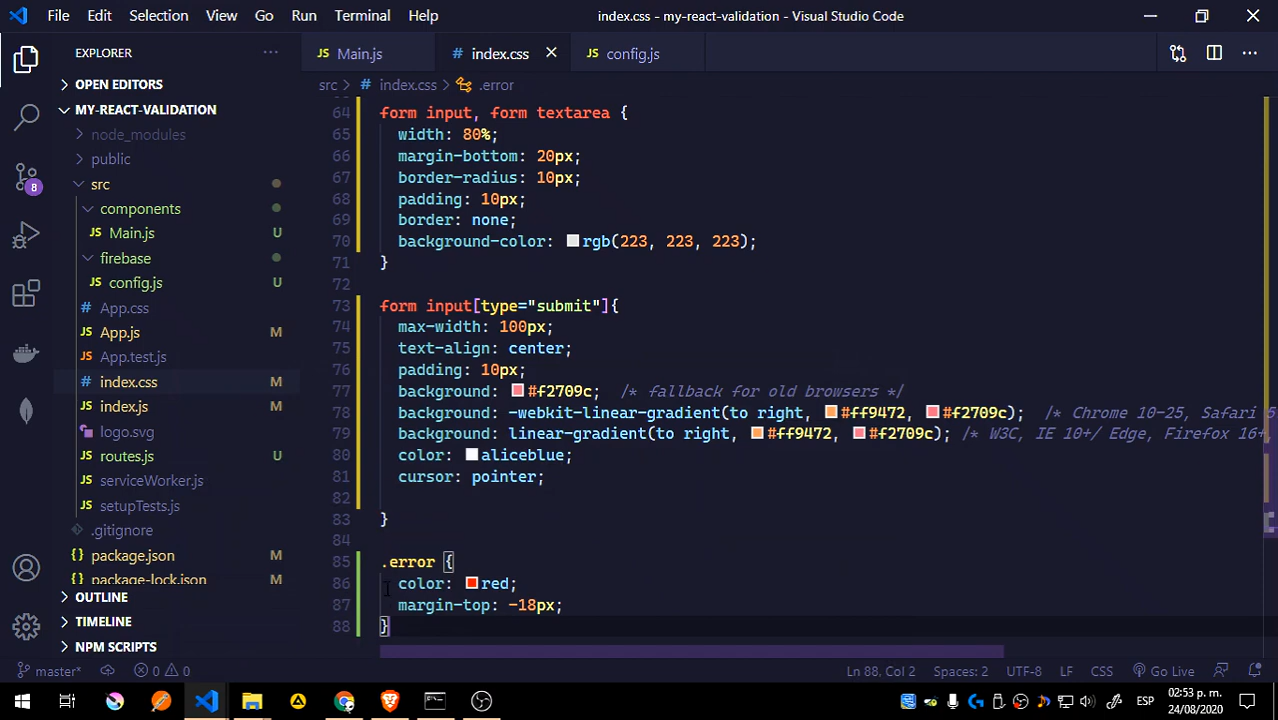 File Edit Selection View Go Run Terminal Help index.css - my-react-validation - Visual Studio Code
EXPLORER
OPEN EDITORS
MY-REACT-VALIDATION
node_modules
public
src
components
Main.js
U
firebase
config.js
U
App.css
App.js
M
App.test.js
index.css
M
index.js
M
logo.svg
routes.js
U
serviceWorker.js
setupTests.js
.gitignore
package.json
M
package-lock.json
M
OUTLINE
TIMELINE
NPM SCRIPTS
8
Main.js
index.css
config.js
src > index.css > .error
64 form input, form textarea {
65 width: 80%;
66 margin-bottom: 20px;
67 border-radius: 10px;
68 padding: 10px;
69 border: none;
70 background-color: rgb(223, 223, 223);
71 }
72
73 form input[type="submit"]{
74 max-width: 100px;
75 text-align: center;
76 padding: 10px;
77 background: #f2709c; /* fallback for old browsers */
78 background: -webkit-linear-gradient(to right, #ff9472, #f2709c); /* Chrome 10-25, Safari 5
79 background: linear-gradient(to right, #ff9472, #f2709c); /* W3C, IE 10+/ Edge, Firefox 16+,
80 color: aliceblue;
81 cursor: pointer;
82
83 }
84
85 .error {
86 color: red;
87 margin-top: -18px;
88 }
master* 0 0 Ln 88, Col 2 Spaces: 2 UTF-8 LF CSS Go Live
ESP
02:53 p. m.
24/08/2020